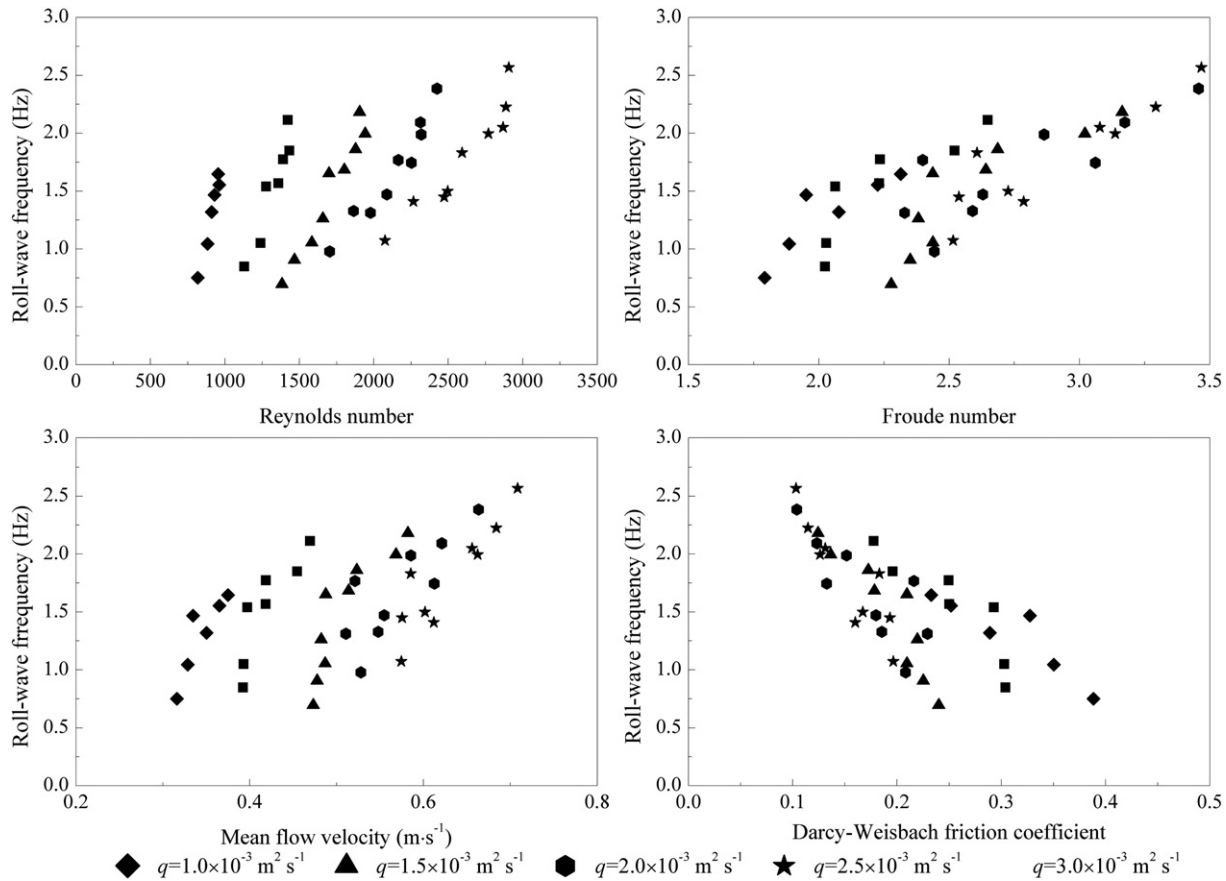 3.0
2.5
2.0
1.5
1.0
0.5
0.0
Roll-wave frequency (Hz)
0 500 1000 1500 2000 2500 3000 3500
Reynolds number
3.0
2.5
2.0
1.5
1.0
0.5
0.0
Roll-wave frequency (Hz)
1.5 2.0 2.5 3.0 3.5
Froude number
3.0
2.5
2.0
1.5
1.0
0.5
0.0
Roll-wave frrequency (Hz)
0.2 0.4 0.6 0.8
Mean flow velocity (m·s⁻¹)
3.0
2.5
2.0
1.5
1.0
0.5
0.0
Roll-wave frequency (Hz)
0.0 0.1 0.2 0.3 0.4 0.5
Darcy-Weisbach friction coefficient
q=1.0×10⁻³ m² s⁻¹ q=1.5×10⁻³ m² s⁻¹ q=2.0×10⁻³ m² s⁻¹ q=2.5×10⁻³ m² s⁻¹ q=3.0×10⁻³ m² s⁻¹